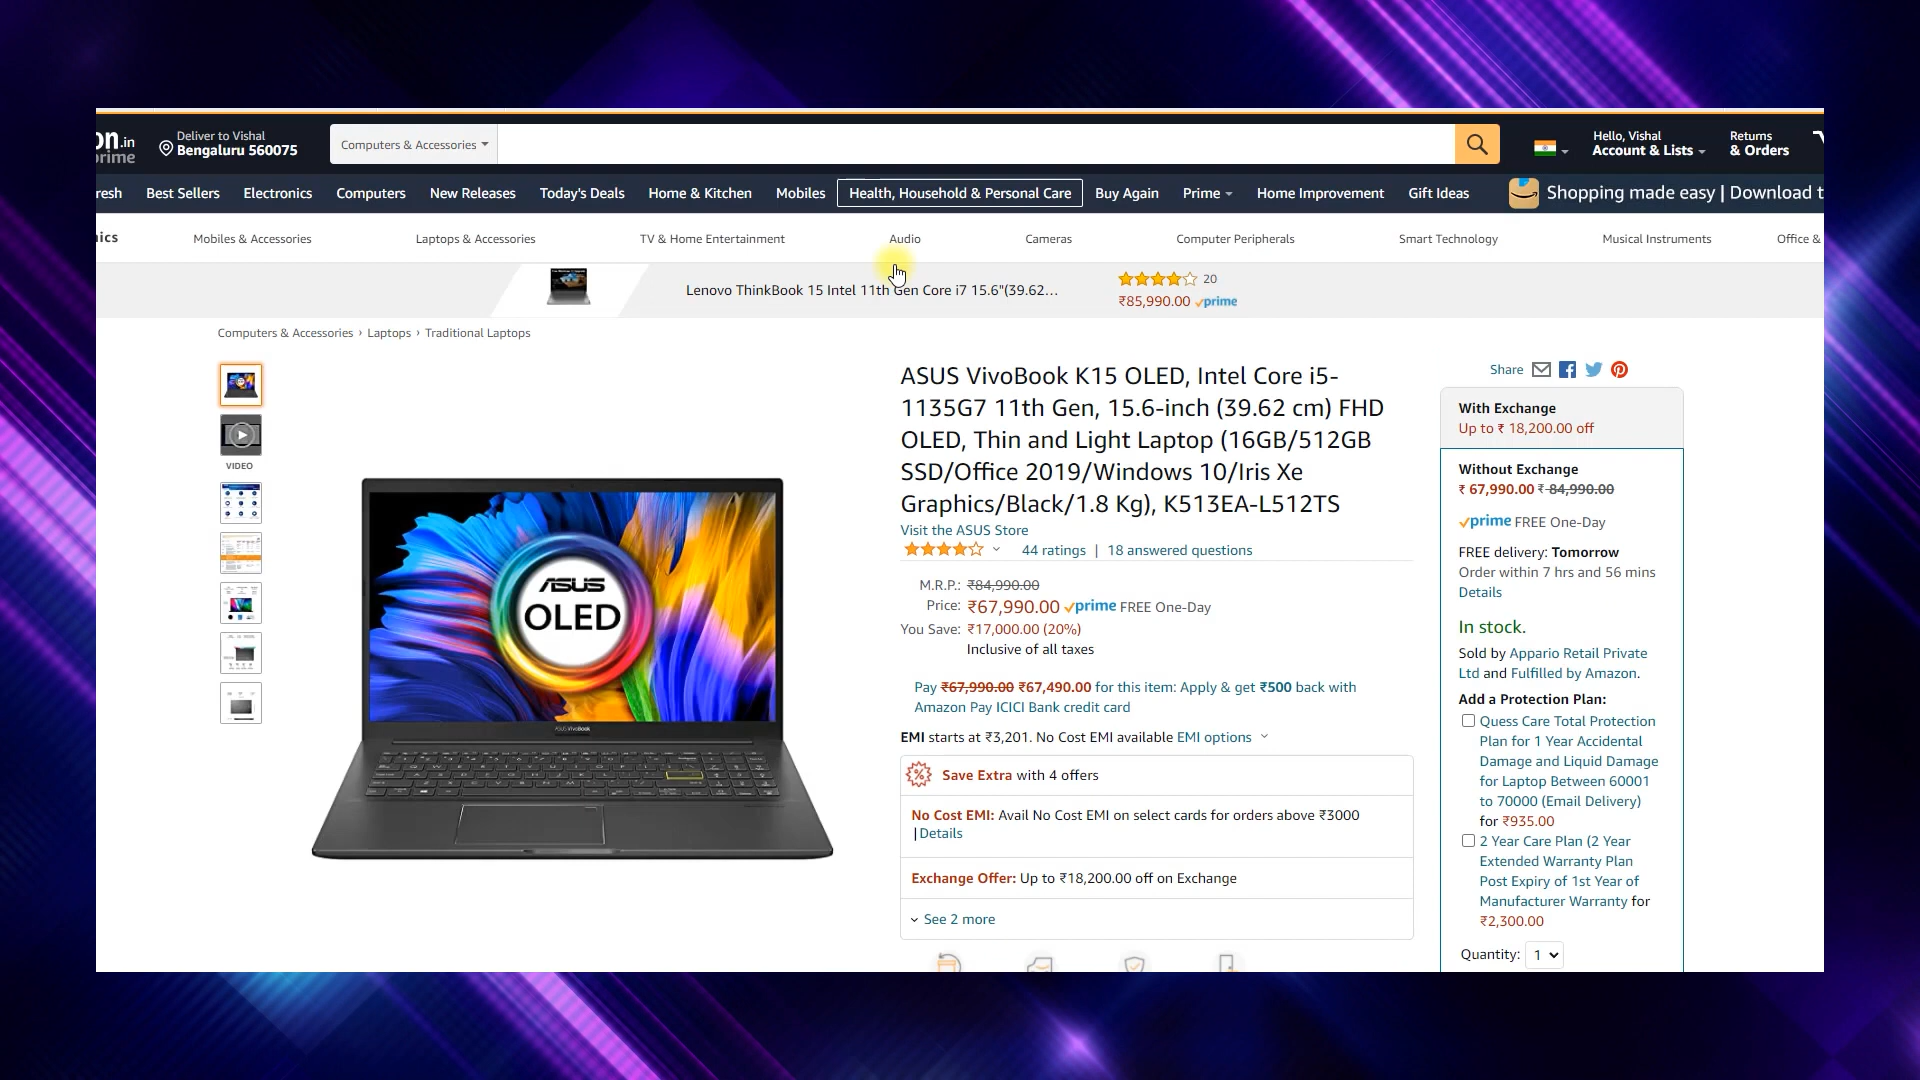 on.in
prime
Deliver to Vishal
Bengaluru 560075
Computers & Accessories
Hello, Vishal
Account & Lists
Returns
& Orders
resh Best Sellers Electronics Computers New Releases Today's Deals Home & Kitchen Mobiles Health, Household & Personal Care Buy Again Prime Home Improvement Gift Ideas Shopping made easy | Download t
ics Mobiles & Accessories Laptops & Accessories TV & Home Entertainment Audio Cameras Computer Peripherals Smart Technology Musical Instruments Office &
Lenovo ThinkBook 15 Intel 11th Gen Core i7 15.6"(39.62...
20
₹85,990.00 prime
Computers & Accessories › Laptops › Traditional Laptops
VIDEO
ASUS
OLED
ASUS VivoBook
ASUS VivoBook K15 OLED, Intel Core i5-
1135G7 11th Gen, 15.6-inch (39.62 cm) FHD
OLED, Thin and Light Laptop (16GB/512GB
SSD/Office 2019/Windows 10/Iris Xe
Graphics/Black/1.8 Kg), K513EA-L512TS
Visit the ASUS Store
44 ratings | 18 answered questions
M.R.P.: ₹84,990.00
Price: ₹67,990.00 prime FREE One-Day
You Save: ₹17,000.00 (20%)
Inclusive of all taxes
Pay ₹67,990.00 ₹67,490.00 for this item: Apply & get ₹500 back with
Amazon Pay ICICI Bank credit card
EMI starts at ₹3,201. No Cost EMI available EMI options
Save Extra with 4 offers
No Cost EMI: Avail No Cost EMI on select cards for orders above ₹3000
| Details
Exchange Offer: Up to ₹18,200.00 off on Exchange
See 2 more
Share
With Exchange
Up to ₹ 18,200.00 off
Without Exchange
₹ 67,990.00 ₹ 84,990.00
prime FREE One-Day
FREE delivery: Tomorrow
Order within 7 hrs and 56 mins
Details
In stock.
Sold by Appario Retail Private
Ltd and Fulfilled by Amazon.
Add a Protection Plan:
Quess Care Total Protection
Plan for 1 Year Accidental
Damage and Liquid Damage
for Laptop Between 60001
to 70000 (Email Delivery)
for ₹935.00
2 Year Care Plan (2 Year
Extended Warranty Plan
Post Expiry of 1st Year of
Manufacturer Warranty for
₹2,300.00
Quantity: 1